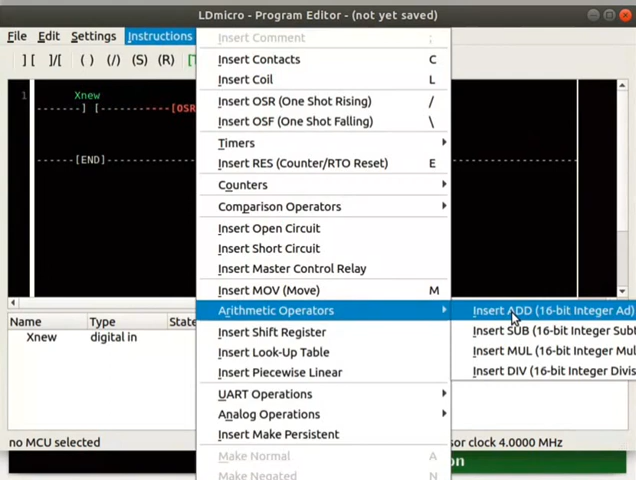 LDmicro - Program Editor - (not yet saved)
File Edit Settings Instructions
] [ ]/[ ( ) (/) (S) (R) [T
Insert Comment ;
Insert Contacts C
Insert Coil L
Insert OSR (One Shot Rising) /
Insert OSF (One Shot Falling) \
Timers
Insert RES (Counter/RTO Reset) E
Counters
Comparison Operators
Insert Open Circuit
Insert Short Circuit
Insert Master Control Relay
Insert MOV (Move) M
Arithmetic Operators
Insert Shift Register
Insert Look-Up Table
Insert Piecewise Linear
UART Operations
Analog Operations
Insert Make Persistent
Make Normal A
Make Negated N
Insert ADD (16-bit Integer Ad)
Insert SUB (16-bit Integer Subt
Insert MUL (16-bit Integer Mul
Insert DIV (16-bit Integer Divis
1 Xnew
------] [-------[OSR
-----[END]-----
Name Type State
Xnew digital in
no MCU selected
sor clock 4.0000 MHz
on